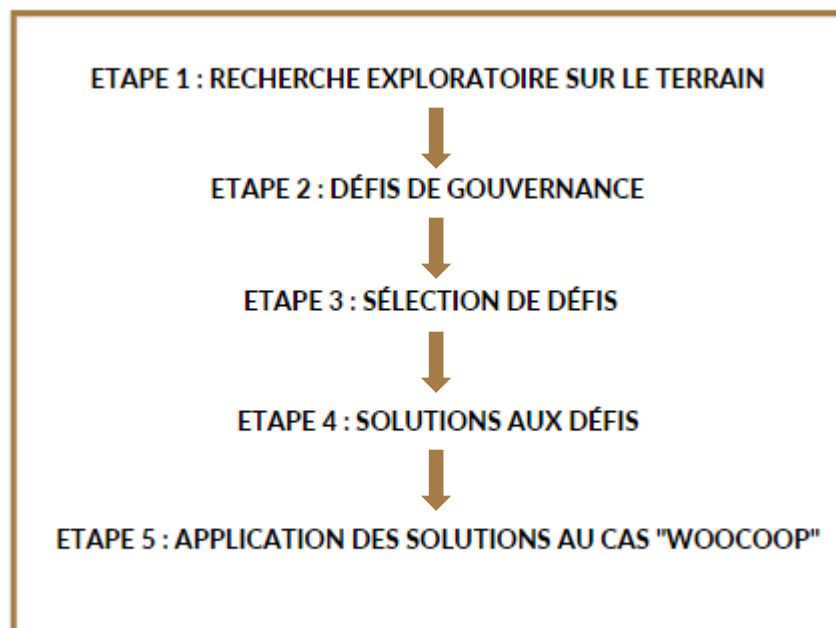 ETAPE 1 : RECHERCHE EXPLORATOIRE SUR LE TERRAIN
ETAPE 2 : DÉFIS DE GOUVERNANCE
ETAPE 3 : SÉLECTION DE DÉFIS
ETAPE 4 : SOLUTIONS AUX DÉFIS
ETAPE 5 : APPLICATION DES SOLUTIONS AU CAS "WOOCOOP"